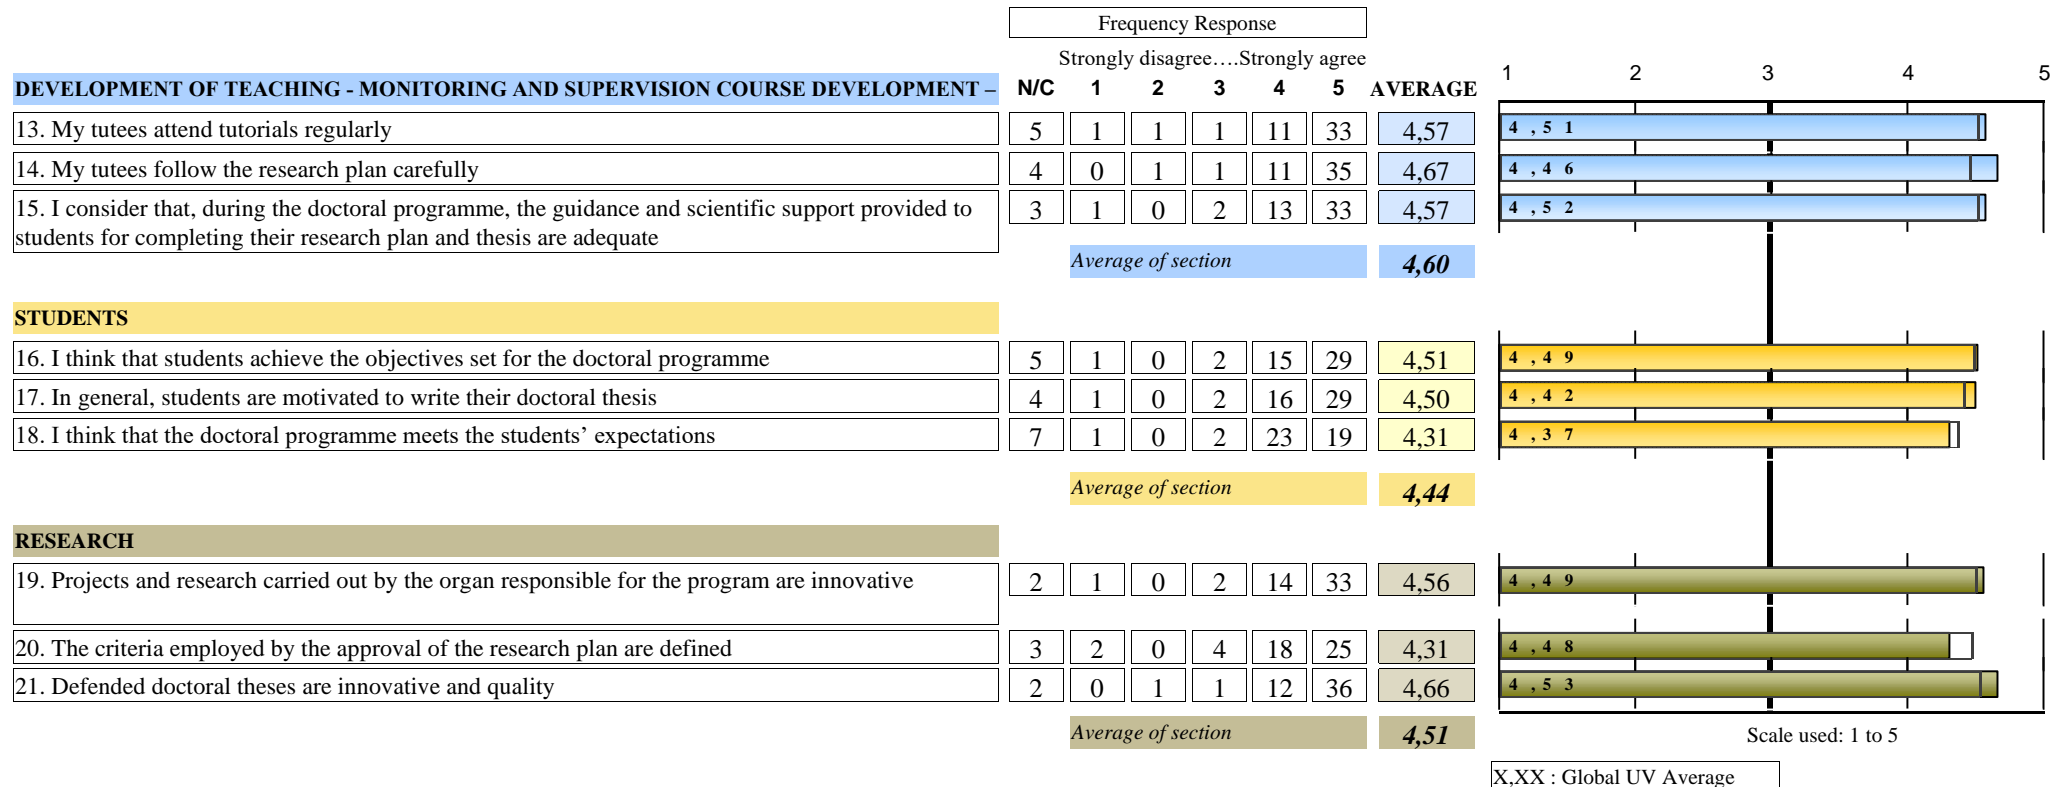 Frequency Response
Strongly disagree….Strongly agree
DEVELOPMENT OF TEACHING - MONITORING AND SUPERVISION COURSE DEVELOPMENT – N/C 1 2 3 4 5 AVERAGE 1 2 3 4 5
13. My tutees attend tutorials regularly 5 1 1 1 11 33 4,57 4,51
14. My tutees follow the research plan carefully 4 0 1 1 11 35 4,67 4,46
15. I consider that, during the doctoral programme, the guidance and scientific support provided to 3 1 0 2 13 33 4,57 4,52
students for completing their research plan and thesis are adequate
Average of section 4,60
STUDENTS
16. I think that students achieve the objectives set for the doctoral programme 5 1 0 2 15 29 4,51 4,49
17. In general, students are motivated to write their doctoral thesis 4 1 0 2 16 29 4,50 4,42
18. I think that the doctoral programme meets the students’ expectations 7 1 0 2 23 19 4,31 4,37
Average of section 4,44
RESEARCH
19. Projects and research carried out by the organ responsible for the program are innovative 2 1 0 2 14 33 4,56 4,49
20. The criteria employed by the approval of the research plan are defined 3 2 0 4 18 25 4,31 4,48
21. Defended doctoral theses are innovative and quality 2 0 1 1 12 36 4,66 4,53
Average of section 4,51
Scale used: 1 to 5
X,XX : Global UV Average